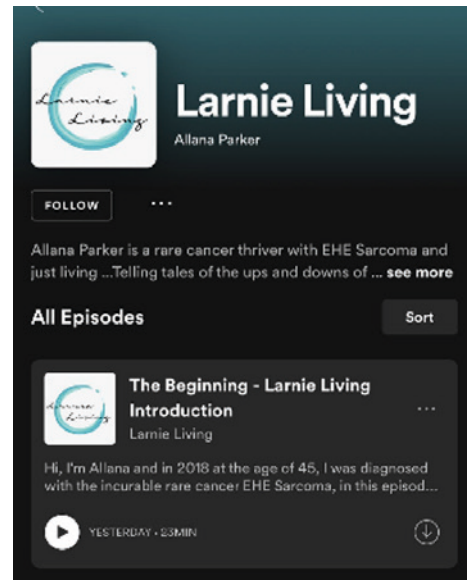 Larnie
Living
Larnie Living
Allana Parker
FOLLOW
Allana Parker is a rare cancer thriver with EHE Sarcoma and
just living ...Telling tales of the ups and downs of ... see more
All Episodes
Sort
Larnie
Living
The Beginning - Larnie Living
Introduction
Larnie Living
Hi, I'm Allana and in 2018 at the age of 45, I was diagnosed
with the incurable rare cancer EHE Sarcoma, in this episod...
YESTERDAY • 23MIN